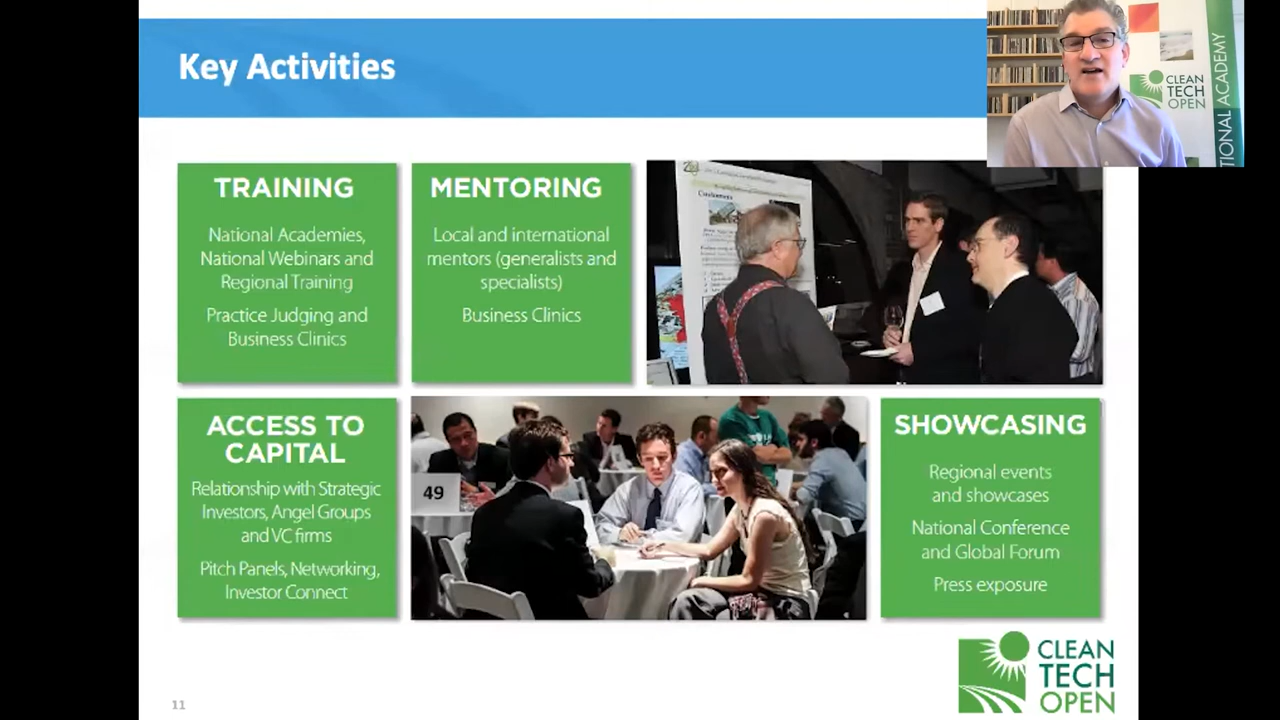 Key Activities
CLEAN
TECH
OPEN
TIONAL ACADEMY
TRAINING
National Academies,
National Webinars and
Regional Training
Practice Judging and
Business Clinics
MENTORING
Local and international
mentors (generalists and
specialists)
Business Clinics
Customers
ACCESS TO
CAPITAL
Relationship with Strategic
Investors, Angel Groups
and VC firms
Pitch Panels, Networking,
Investor Connect
49
SHOWCASING
Regional events
and showcases
National Conference
and Global Forum
Press exposure
CLEAN
TECH
OPEN
11